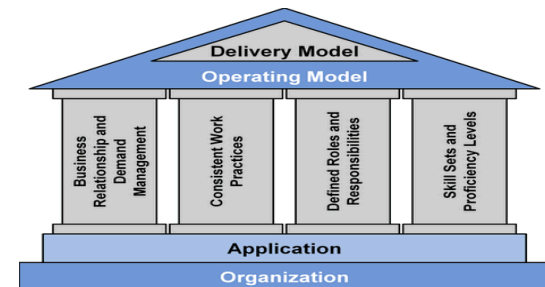 Delivery Model
Operating Model
Business
Relationship and
Demand
Management
Consistent Work
Practices
Defined Roles and
Responsibilities
Skill Sets and
Proficiency Levels
Application
Organization